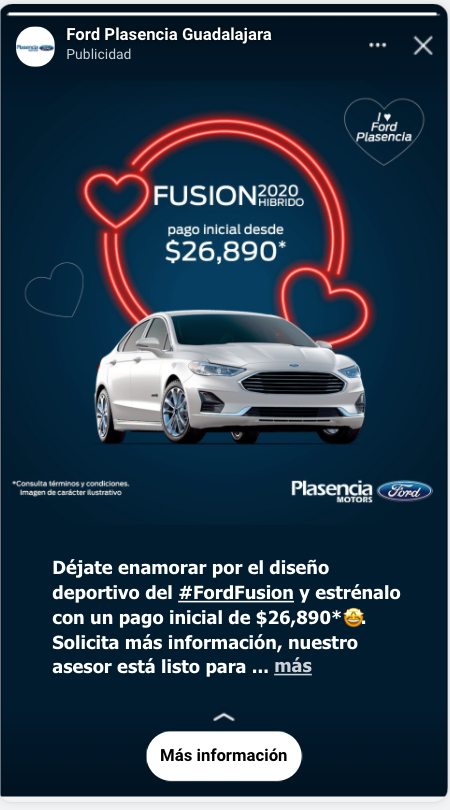 Ford Plasencia Guadalajara
Publicidad
I ♥
Ford
Plasencia
FUSION 2020
HIBRIDO
pago inicial desde
$26,890*
*Consulta términos y condiciones.
Imagen de carácter ilustrativo
Plasencia
MOTORS
Ford
Déjate enamorar por el diseño
deportivo del #FordFusion y estrénalo
con un pago inicial de $26,890*🤩.
Solicita más información, nuestro
asesor está listo para ... más
Más información